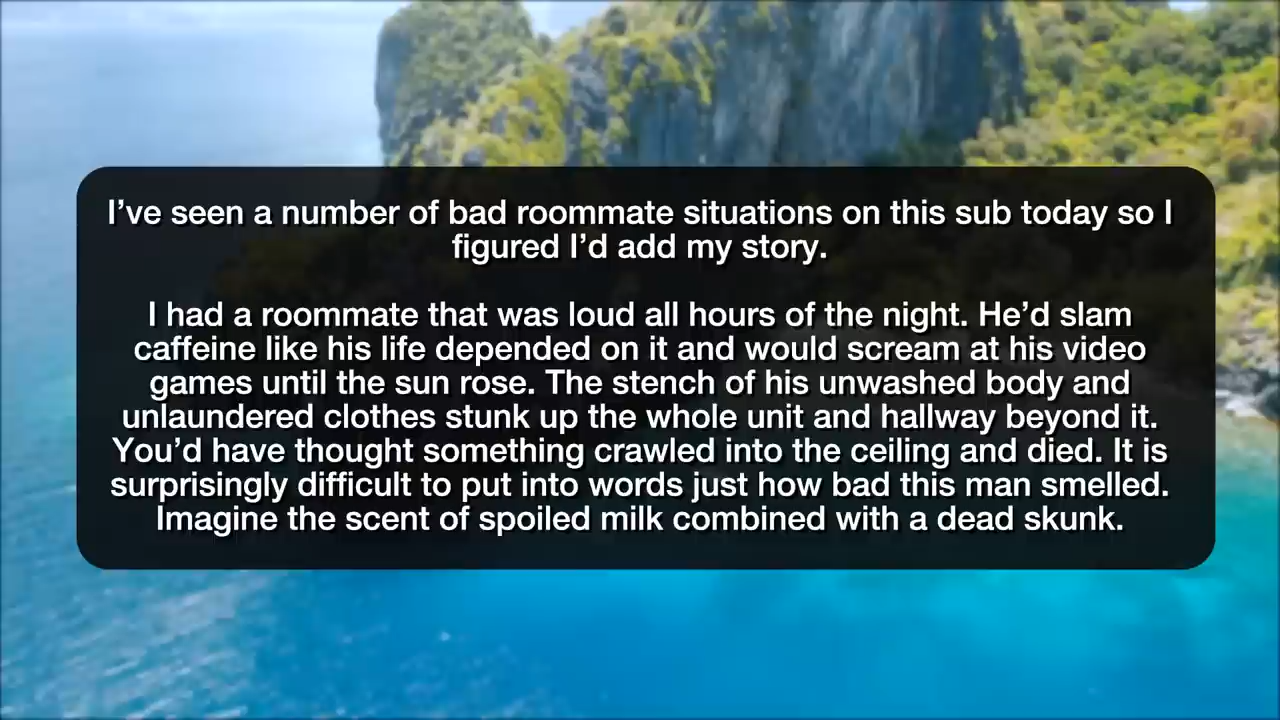 I’ve seen a number of bad roommate situations on this sub today so I
figured I’d add my story.
I had a roommate that was loud all hours of the night. He’d slam
caffeine like his life depended on it and would scream at his video
games until the sun rose. The stench of his unwashed body and
unlaundered clothes stunk up the whole unit and hallway beyond it.
You’d have thought something crawled into the ceiling and died. It is
surprisingly difficult to put into words just how bad this man smelled.
Imagine the scent of spoiled milk combined with a dead skunk.